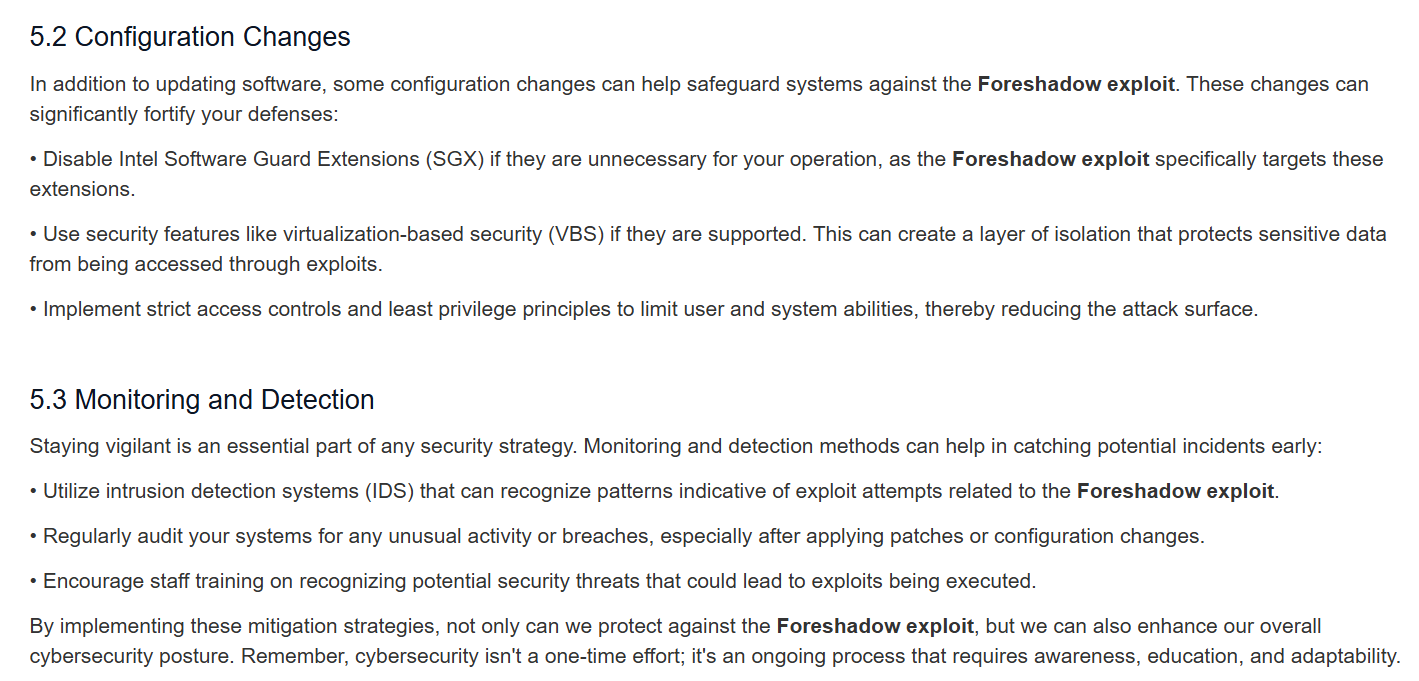 5.2 Configuration Changes
In addition to updating software, some configuration changes can help safeguard systems against the Foreshadow exploit. These changes can
significantly fortify your defenses:
• Disable Intel Software Guard Extensions (SGX) if they are unnecessary for your operation, as the Foreshadow exploit specifically targets these
extensions.
• Use security features like virtualization-based security (VBS) if they are supported. This can create a layer of isolation that protects sensitive data
from being accessed through exploits.
• Implement strict access controls and least privilege principles to limit user and system abilities, thereby reducing the attack surface.
5.3 Monitoring and Detection
Staying vigilant is an essential part of any security strategy. Monitoring and detection methods can help in catching potential incidents early:
• Utilize intrusion detection systems (IDS) that can recognize patterns indicative of exploit attempts related to the Foreshadow exploit.
• Regularly audit your systems for any unusual activity or breaches, especially after applying patches or configuration changes.
• Encourage staff training on recognizing potential security threats that could lead to exploits being executed.
By implementing these mitigation strategies, not only can we protect against the Foreshadow exploit, but we can also enhance our overall
cybersecurity posture. Remember, cybersecurity isn't a one-time effort; it's an ongoing process that requires awareness, education, and adaptability.